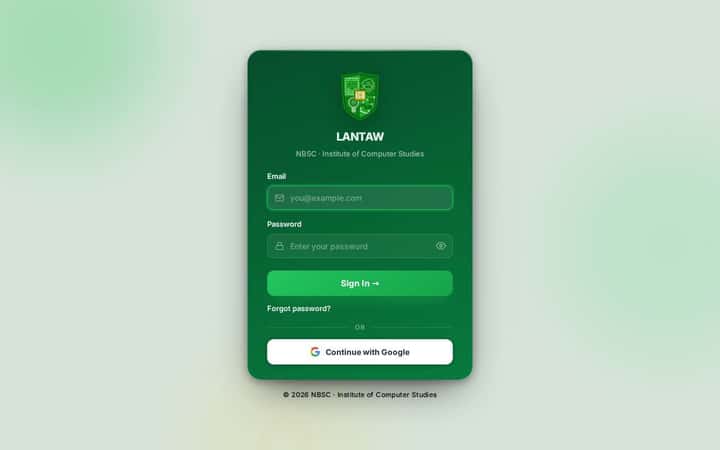 LANTAW
NBSC · Institute of Computer Studies
Email
you@example.com
Password
Enter your password
Sign In →
Forgot password?
OR
Continue with Google
© 2026 NBSC · Institute of Computer Studies